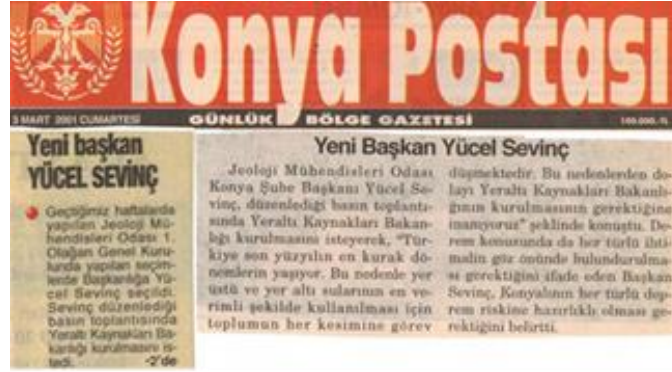 Konya Postası
3 MART 2001 CUMARTESİ
GÜNLÜK BÖLGE GAZETESİ
100.000.-TL
Yeni başkan
YÜCEL SEVİNÇ
Geçtiğimiz haftalarda
yapılan Jeoloji Mü-
hendisleri Odası 1.
Olağan Genel Kuru-
lunda yapılan seçim-
lerde Başkanlığa Yü-
cel Sevinç seçildi.
Sevinç düzenlediği
basın toplantısında
Yeraltı Kaynakları Ba-
kanlığı kurulmasını is-
tedi. -2'de
Yeni Başkan Yücel Sevinç
Jeoloji Mühendisleri Odası
Konya Şube Başkanı Yücel Se-
vinç, düzenlediği basın toplantı-
sında Yeraltı Kaynakları Bakan-
lığı kurulmasını isteyerek, "Tür-
kiye son yüzyılın en kurak dö-
nemlerin yaşıyor. Bu nedenle yer
üstü ve yer altı sularının en ve-
rimli şekilde kullanılması için
toplumun her kesimine görev
düşmektedir. Bu nedenlerden do-
layı Yeraltı Kaynakları Bakanlı-
ğının kurulmasının gerektiğine
inanıyoruz" şeklinde konuştu. De-
rem konusunda da her türlü ihti-
malin göz önünde bulundurulma-
sı gerektiğini ifade eden Başkan
Sevinç, Konyalının her türlü dep-
rem riskine hazırlıklı olması ge-
rektiğini belirtti.